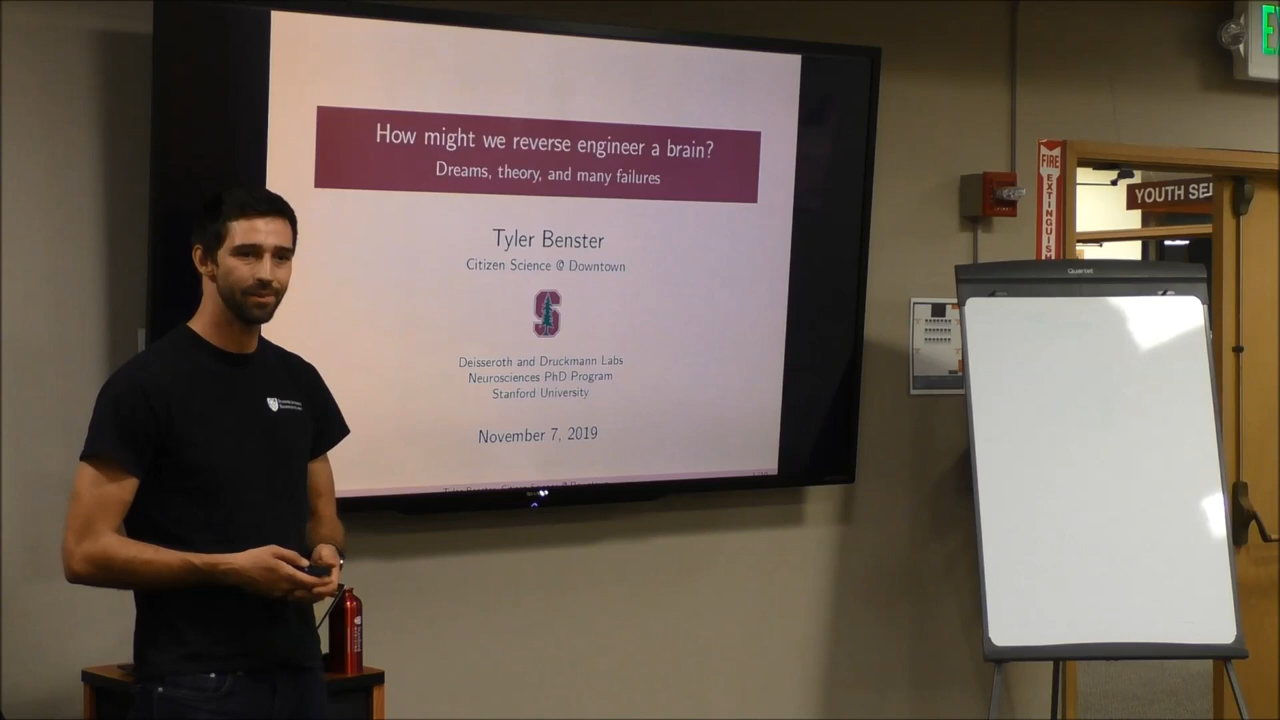 How might we reverse engineer a brain?
Dreams, theory, and many failures
Tyler Benster
Citizen Science @ Downtown
Deisseroth and Druckmann Labs
Neurosciences PhD Program
Stanford University
November 7, 2019
FIRE
EXTINGUISH
YOUTH SE
Quartet